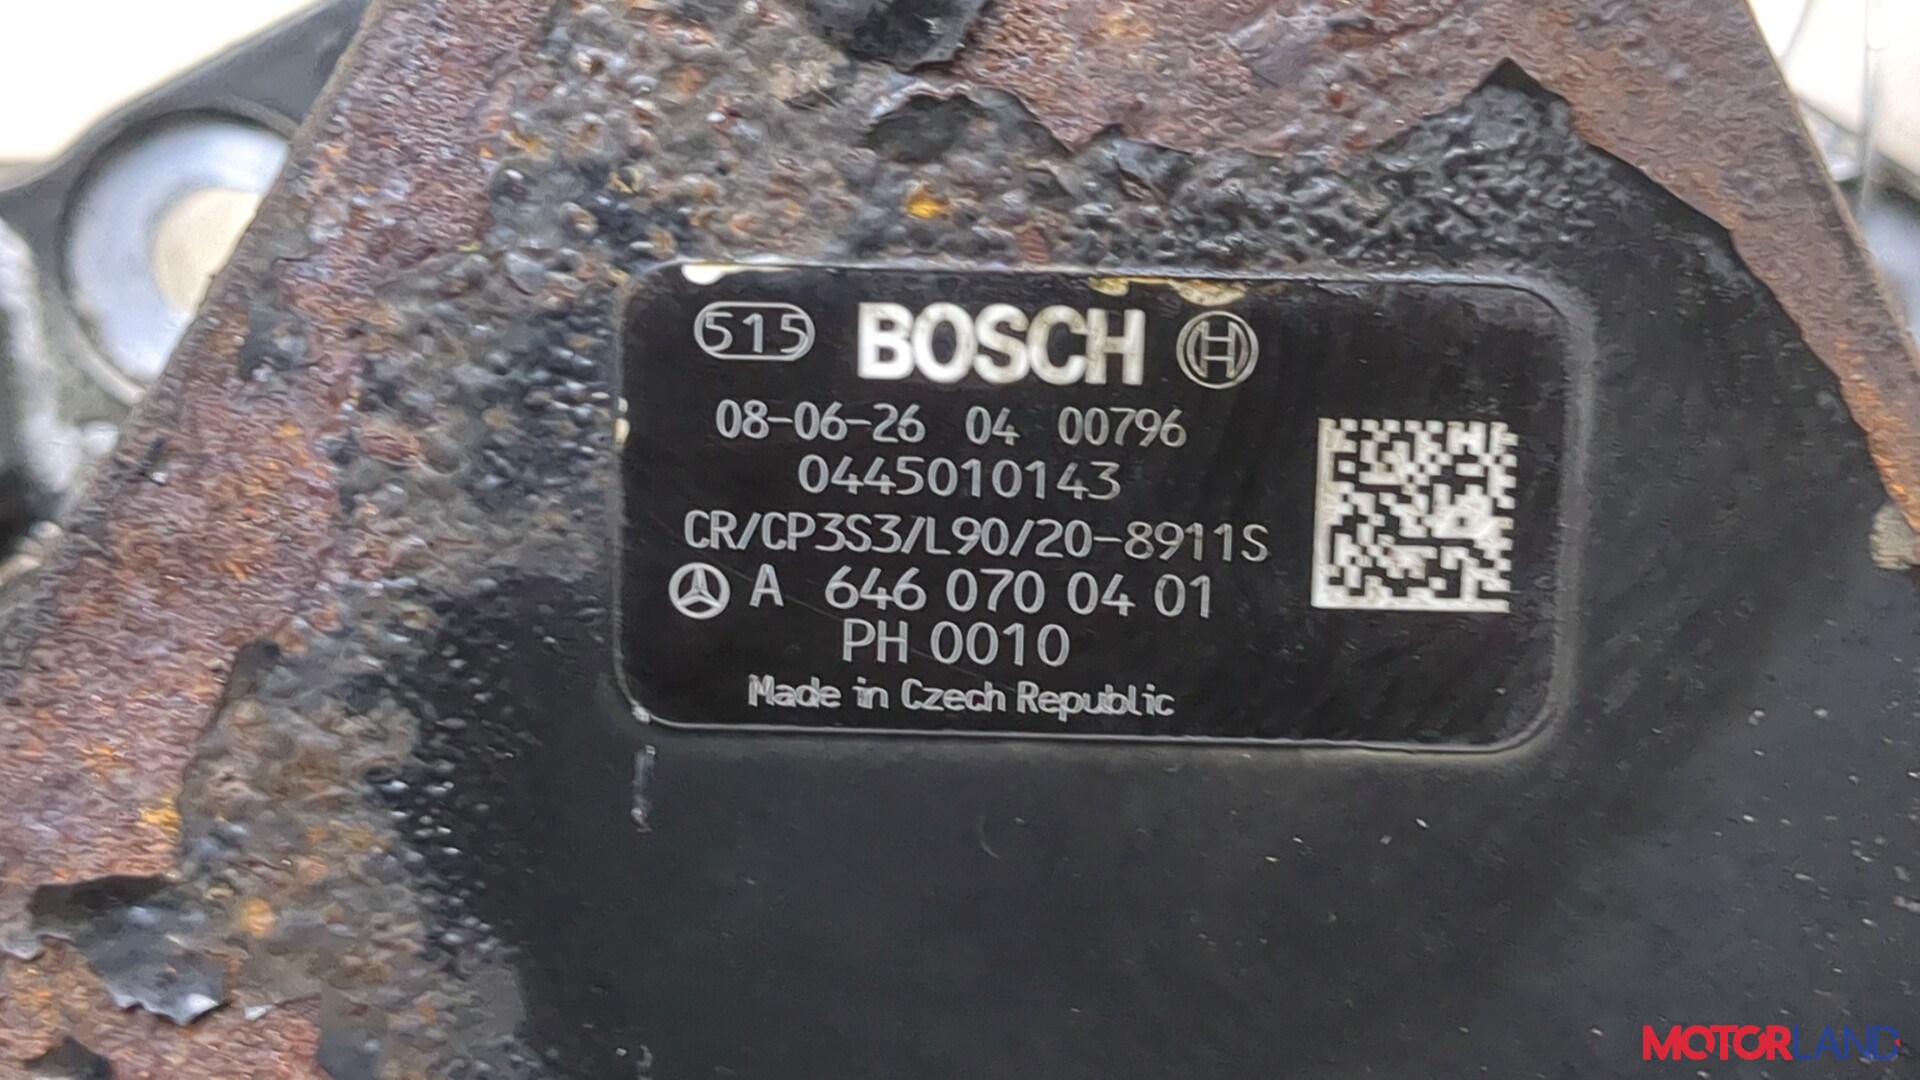 515 BOSCH
08-06-26 04 00796
0445010143
CR/CP3S3/L90/20-8911S
A 646 070 04 01
PH 0010
Made in Czech Republic
MOTORLAND